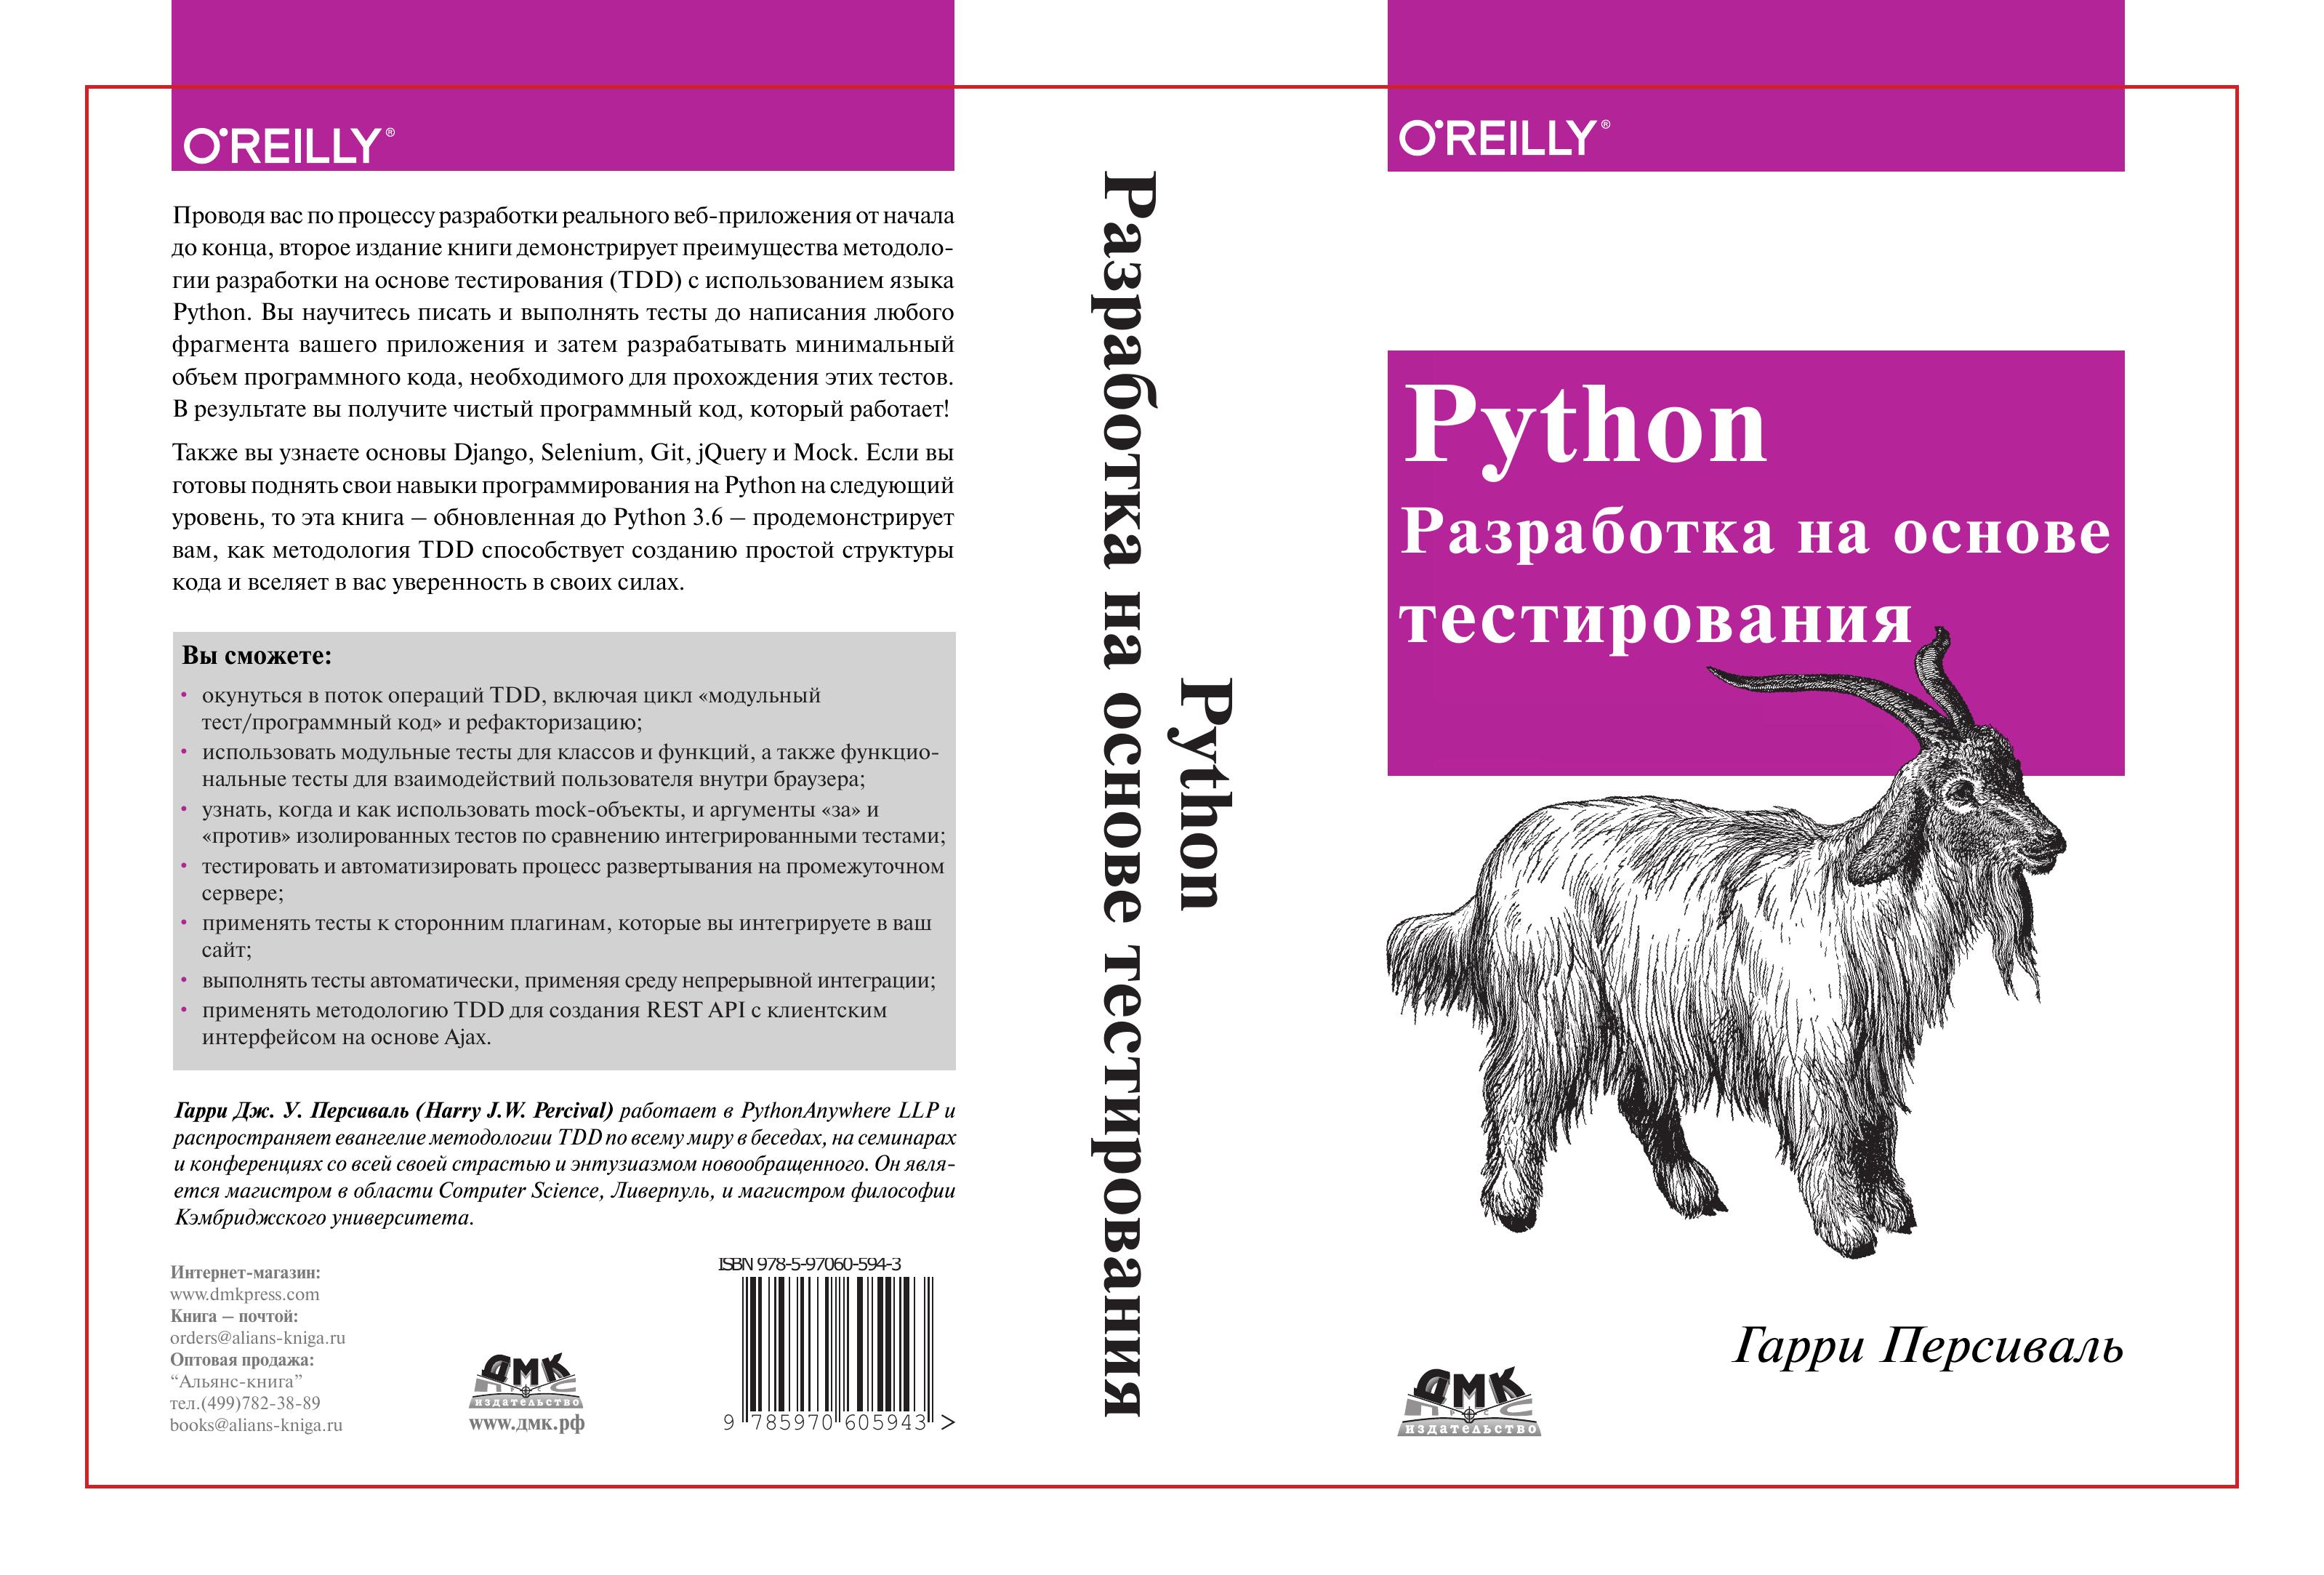 O'REILLY®
Проводя вас по процессу разработки реального веб-приложения от начала
до конца, второе издание книги демонстрирует преимущества методоло-
гии разработки на основе тестирования (TDD) с использованием языка
Python. Вы научитесь писать и выполнять тесты до написания любого
фрагмента вашего приложения и затем разрабатывать минимальный
объем программного кода, необходимого для прохождения этих тестов.
В результате вы получите чистый программный код, который работает!
Также вы узнаете основы Django, Selenium, Git, jQuery и Mock. Если вы
готовы поднять свои навыки программирования на Python на следующий
уровень, то эта книга – обновленная до Python 3.6 – продемонстрирует
вам, как методология TDD способствует созданию простой структуры
кода и вселяет в вас уверенность в своих силах.
Вы сможете:
• окунуться в поток операций TDD, включая цикл «модульный
тест/программный код» и рефакторизацию;
• использовать модульные тесты для классов и функций, а также функцио-
нальные тесты для взаимодействий пользователя внутри браузера;
• узнать, когда и как использовать mock-объекты, и аргументы «за» и
«против» изолированных тестов по сравнению интегрированными тестами;
• тестировать и автоматизировать процесс развертывания на промежуточном
сервере;
• применять тесты к сторонним плагинам, которые вы интегрируете в ваш
сайт;
• выполнять тесты автоматически, применяя среду непрерывной интеграции;
• применять методологию TDD для создания REST API с клиентским
интерфейсом на основе Ajax.
Гарри Дж. У. Персиваль (Harry J.W. Percival) работает в PythonAnywhere LLP и
распространяет евангелие методологии TDD по всему миру в беседах, на семинарах
и конференциях со всей своей страстью и энтузиазмом новообращенного. Он явля-
ется магистром в области Computer Science, Ливерпуль, и магистром философии
Кэмбриджского университета.
Интернет-магазин:
www.dmkpress.com
Книга – почтой:
orders@alians-kniga.ru
Оптовая продажа:
“Альянс-книга”
тел.(499)782-38-89
books@alians-kniga.ru
ДМК
ПРЕСС
издательство
www.дмк.рф
ISBN 978-5-97060-594-3
9 785970 605943 >
Python
Разработка на основе тестирования
O'REILLY®
Python
Разработка на основе
тестирования
Гарри Персиваль
ДМК
ПРЕСС
издательство